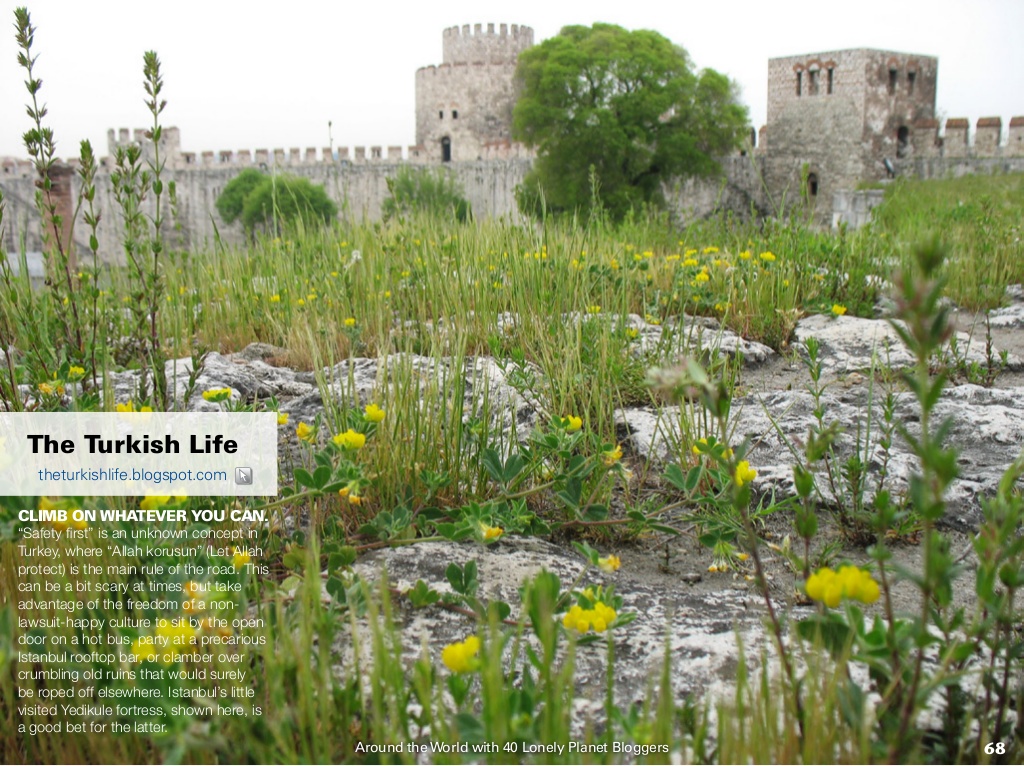 The Turkish Life
theturkishlife.blogspot.com
CLIMB ON WHATEVER YOU CAN.
“Safety first” is an unknown concept in
Turkey, where “Allah korusun” (Let Allah
protect) is the main rule of the road. This
can be a bit scary at times, but take
advantage of the freedom of a non-
lawsuit-happy culture to sit by the open
door on a hot bus, party at a precarious
Istanbul rooftop bar, or clamber over
crumbling old ruins that would surely
be roped off elsewhere. Istanbul’s little
visited Yedikule fortress, shown here, is
a good bet for the latter.
Around the World with 40 Lonely Planet Bloggers
68